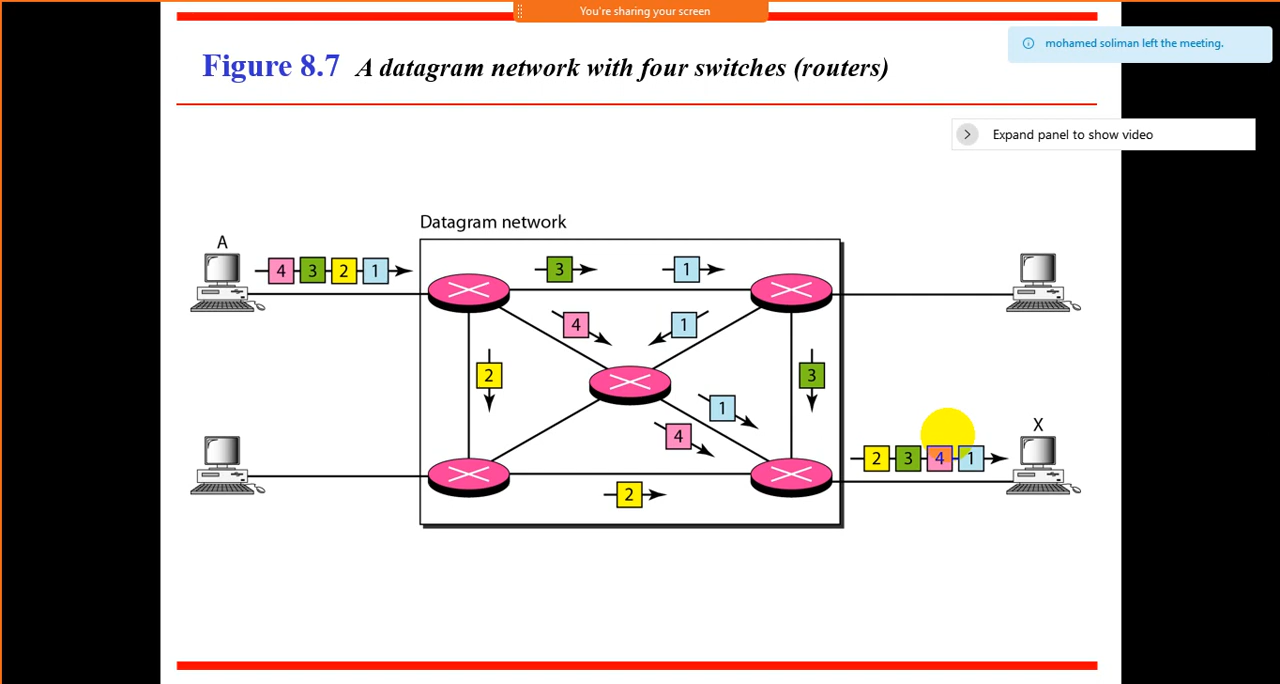 You're sharing your screen
mohamed soliman left the meeting.
Figure 8.7 A datagram network with four switches (routers)
Expand panel to show video
Datagram network
A
4 3 2 1
3
1
4
1
2
3
1
4
X
2 3 4 1
2